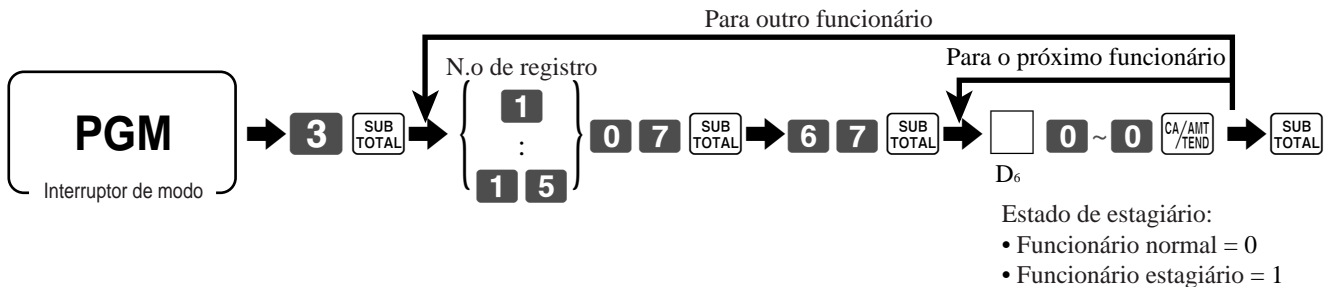 Para outro funcionário
Para o próximo funcionário
N.o de registro
PGM
Interruptor de modo
3 SUB TOTAL
1
:
1 5
0 7 SUB TOTAL
6 7 SUB TOTAL
0 ~ 0 CA/AMT /TEND
SUB TOTAL
D6
Estado de estagiário:
• Funcionário normal = 0
• Funcionário estagiário = 1